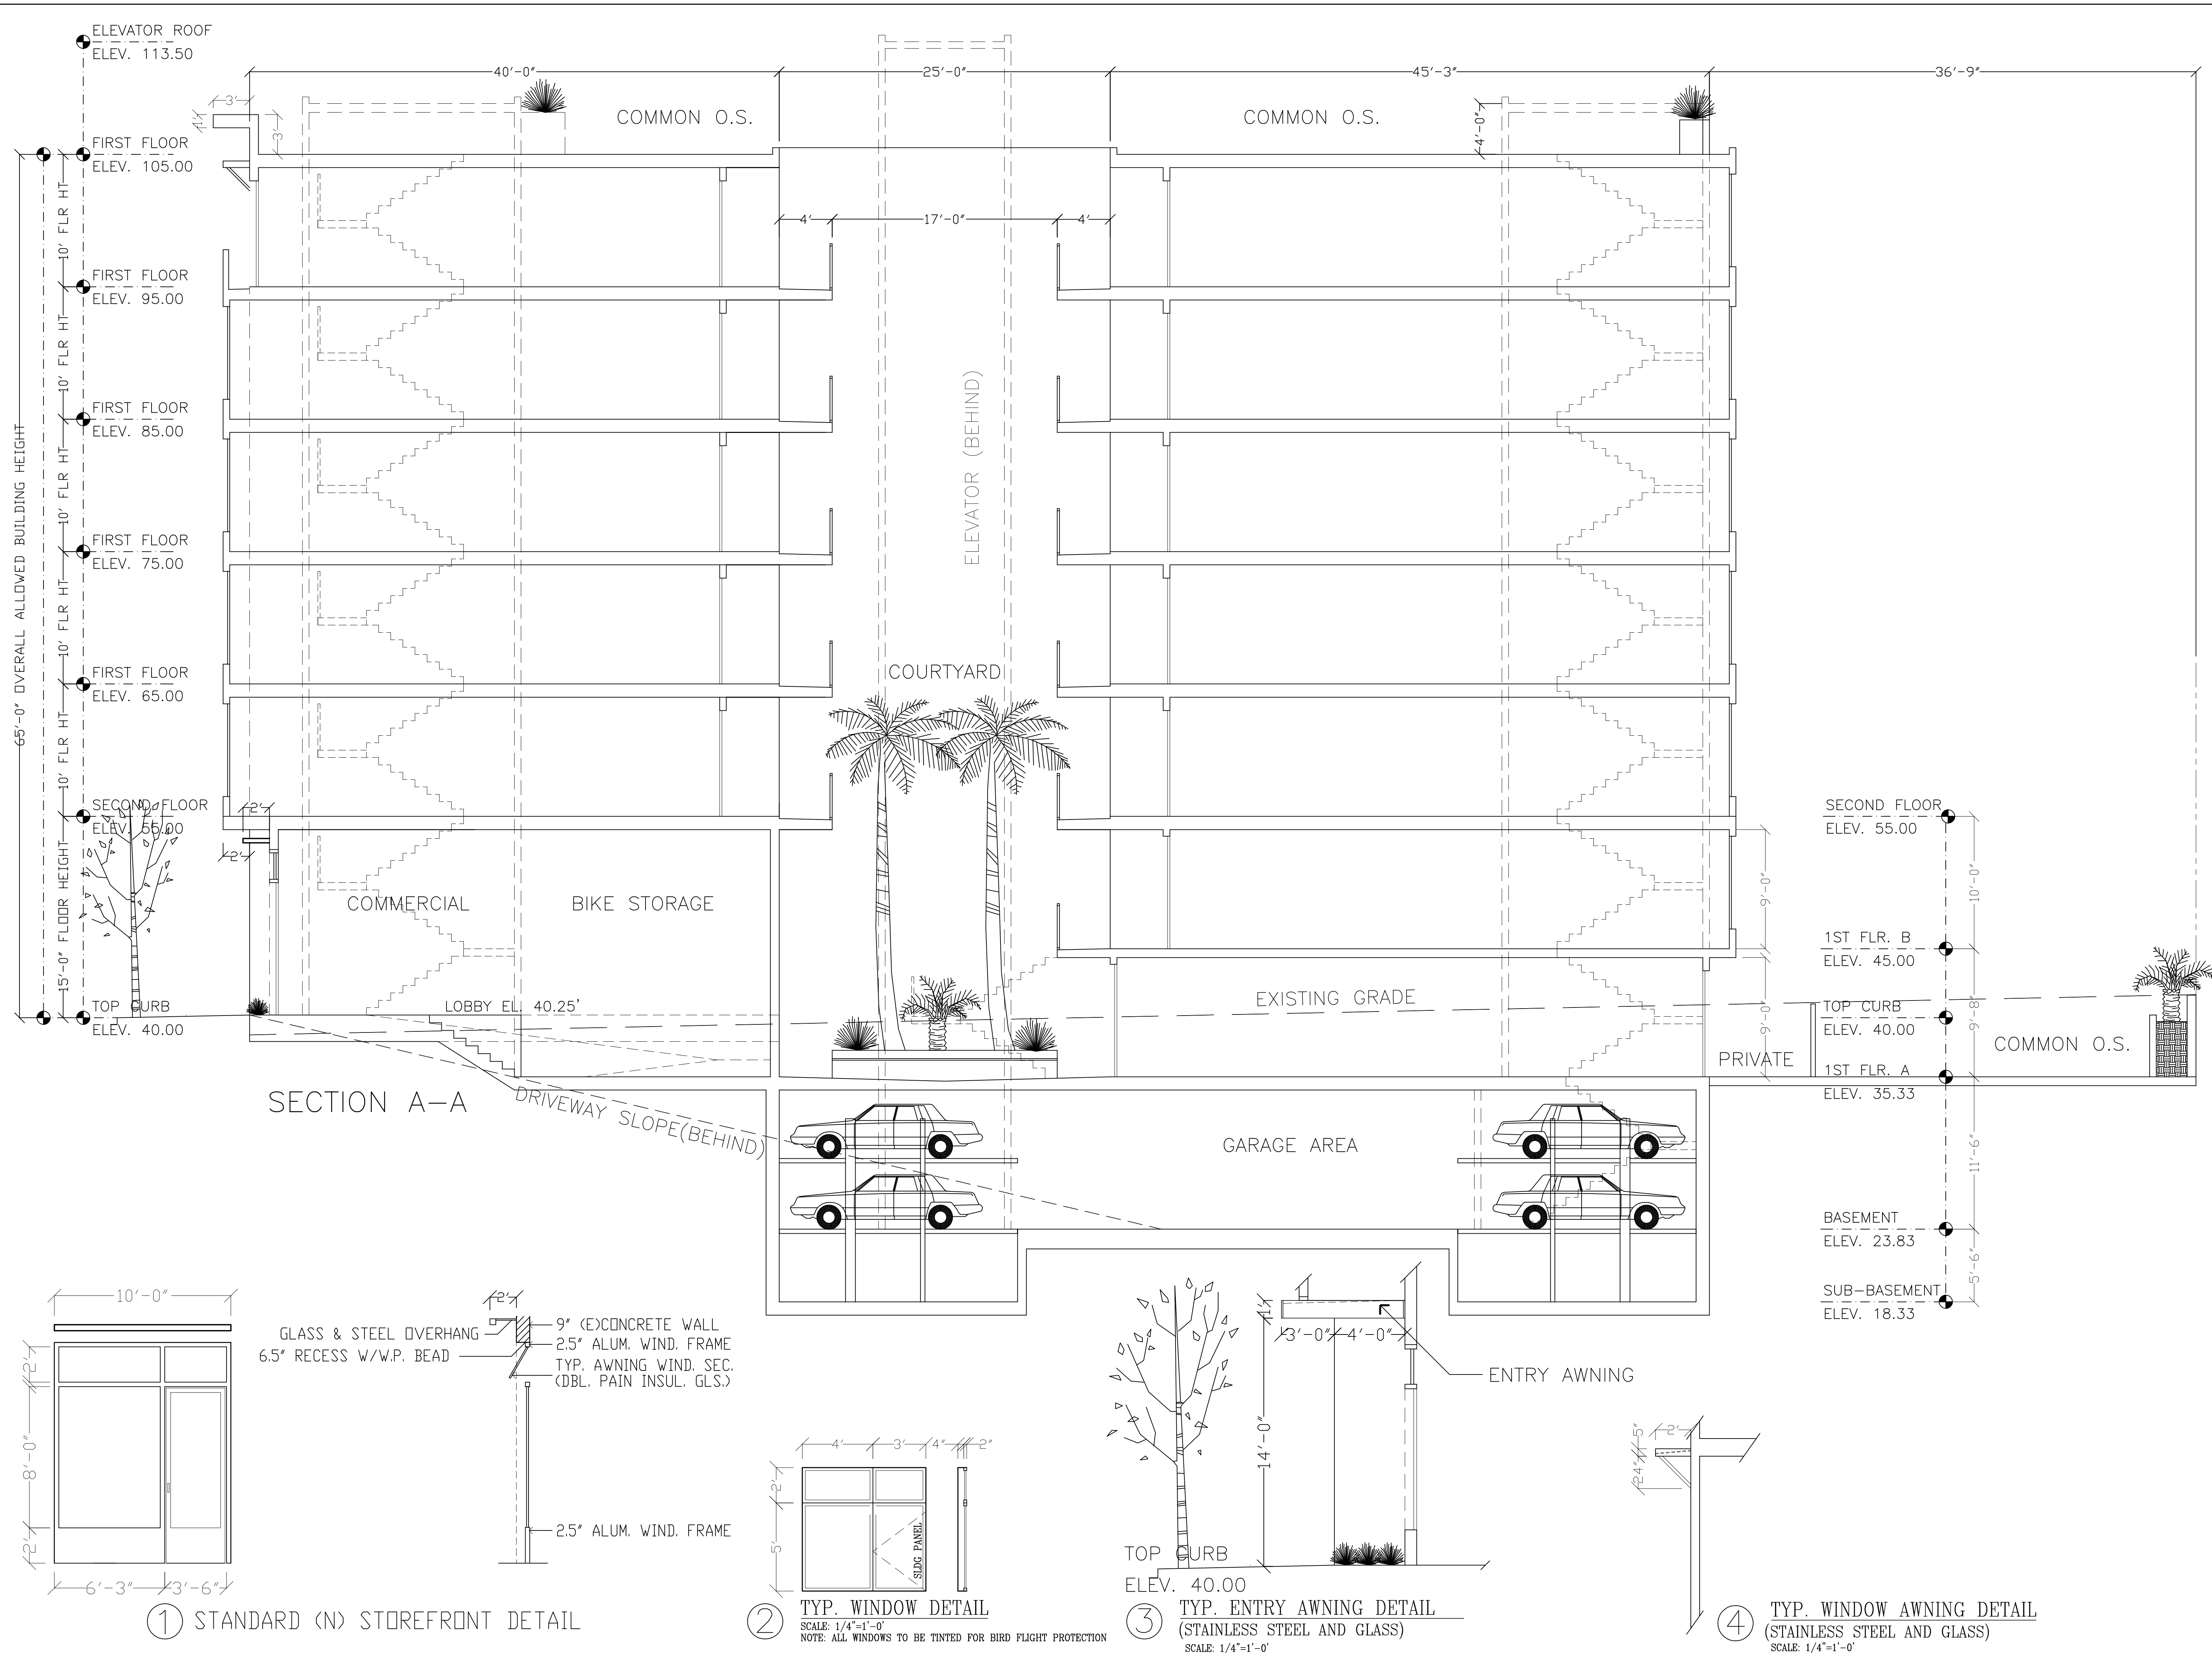 ELEVATOR ROOF
ELEV. 113.50
40'-0"
25'-0"
45'-3"
36'-9"
3'
1'
3'
COMMON O.S.
COMMON O.S.
4'-0"
FIRST FLOOR
ELEV. 105.00
4'
17'-0"
4'
10' FLR HT
FIRST FLOOR
ELEV. 95.00
10' FLR HT
FIRST FLOOR
ELEV. 85.00
10' FLR HT
FIRST FLOOR
ELEV. 75.00
10' FLR HT
FIRST FLOOR
ELEV. 65.00
10' FLR HT
SECOND FLOOR
ELEV. 55.00
15'-0" FLOOR HEIGHT
TOP CURB
ELEV. 40.00
65'-0" OVERALL ALLOWED BUILDING HEIGHT
2'
2'
ELEVATOR (BEHIND)
COURTYARD
COMMERCIAL
BIKE STORAGE
LOBBY EL. 40.25'
EXISTING GRADE
9'-0"
9'-0"
SECOND FLOOR
ELEV. 55.00
10'-0"
1ST FLR. B
ELEV. 45.00
9'-8"
TOP CURB
ELEV. 40.00
PRIVATE
COMMON O.S.
1ST FLR. A
ELEV. 35.33
11'-6"
BASEMENT
ELEV. 23.83
5'-6"
SUB-BASEMENT
ELEV. 18.33
SECTION A-A
DRIVEWAY SLOPE(BEHIND)
GARAGE AREA
10'-0"
2'
8'-0"
2'
6'-3"
3'-6"
2'
GLASS & STEEL OVERHANG
6.5" RECESS W/W.P. BEAD
9" (E)CONCRETE WALL
2.5" ALUM. WIND. FRAME
TYP. AWNING WIND. SEC.
(DBL. PAIN INSUL. GLS.)
2.5" ALUM. WIND. FRAME
1 STANDARD (N) STOREFRONT DETAIL
4'
3'
4"
2"
2'
5'
SLDG PANEL
2 TYP. WINDOW DETAIL
SCALE: 1/4"=1'-0'
NOTE: ALL WINDOWS TO BE TINTED FOR BIRD FLIGHT PROTECTION
1'
3'-0"
4'-0"
14'-0"
ENTRY AWNING
TOP CURB
ELEV. 40.00
3 TYP. ENTRY AWNING DETAIL
(STAINLESS STEEL AND GLASS)
SCALE: 1/4"=1'-0'
2'
5"
24"
4 TYP. WINDOW AWNING DETAIL
(STAINLESS STEEL AND GLASS)
SCALE: 1/4"=1'-0'